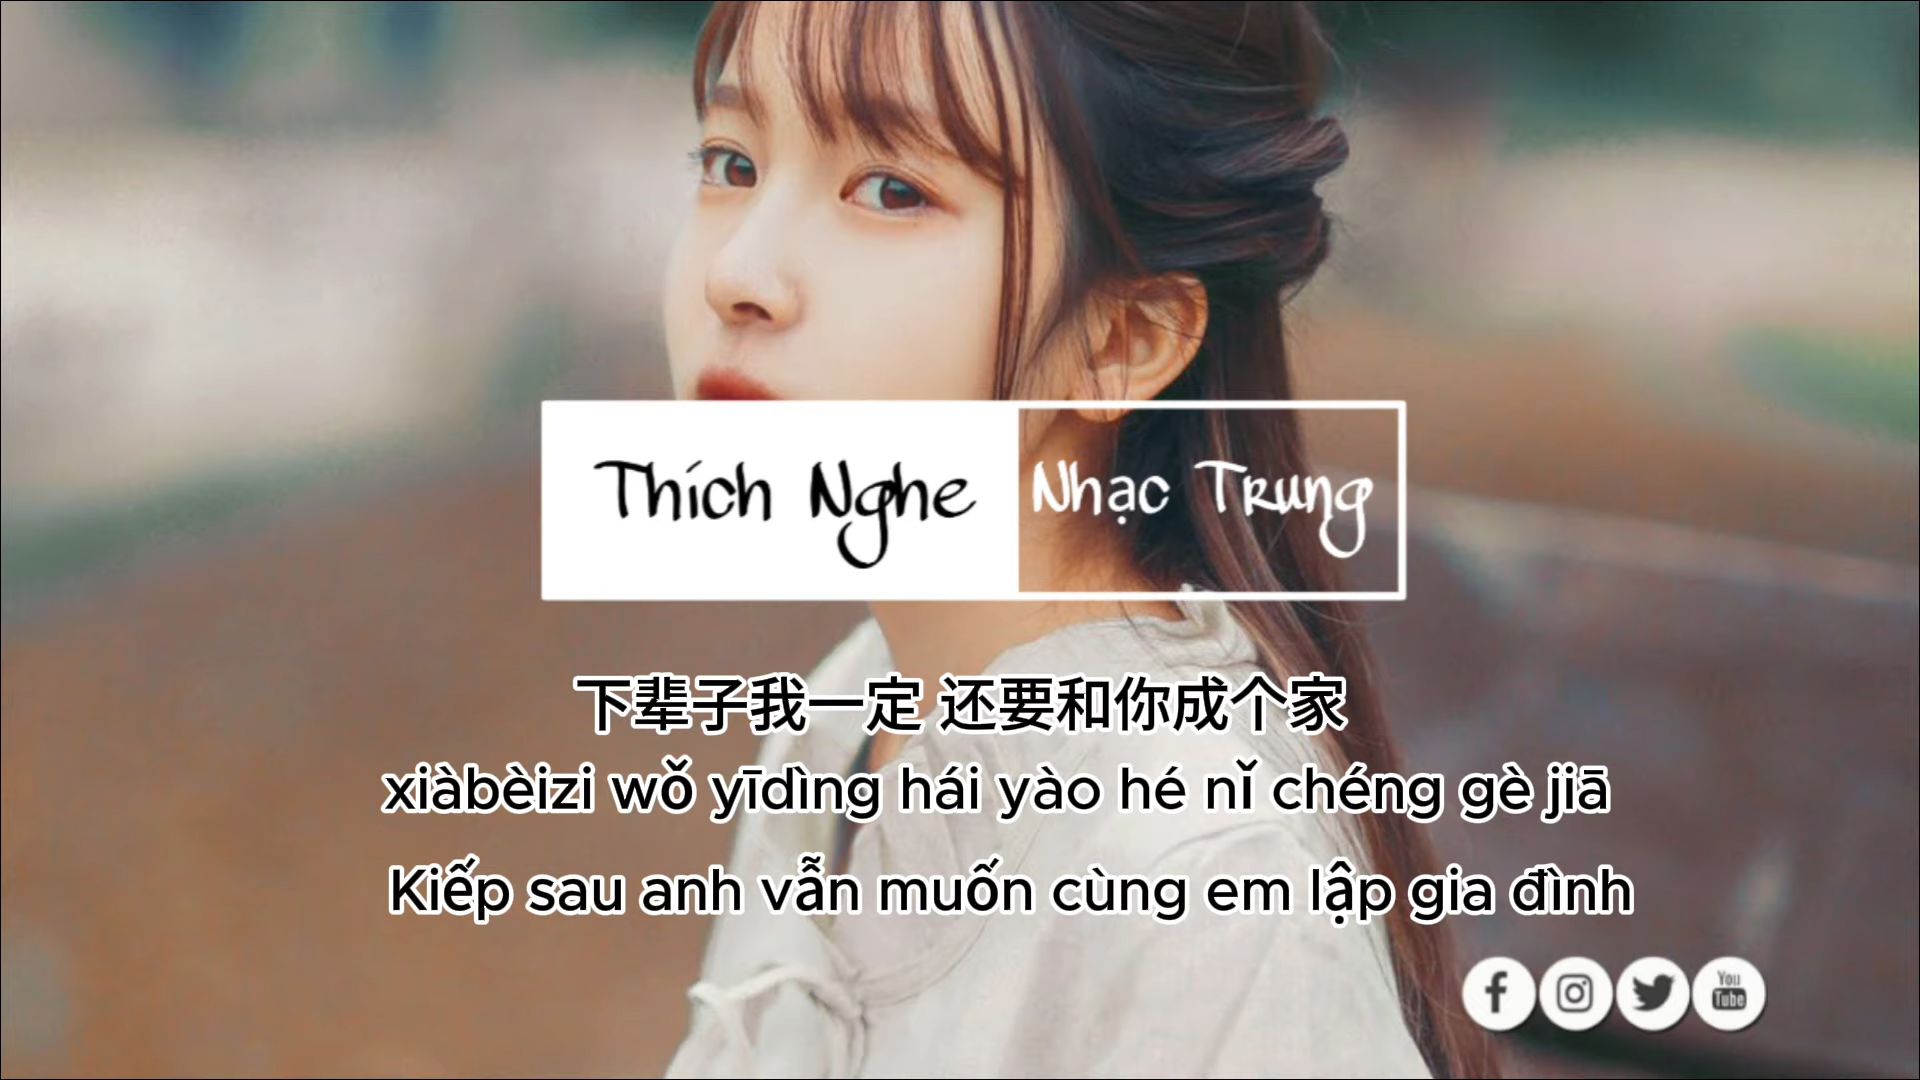 Thích Nghe Nhạc Trung
下辈子我一定 还要和你成个家
xiàbèizi wǒ yīdìng hái yào hé nǐ chéng gè jiā
Kiếp sau anh vẫn muốn cùng em lập gia đình
You
Tube